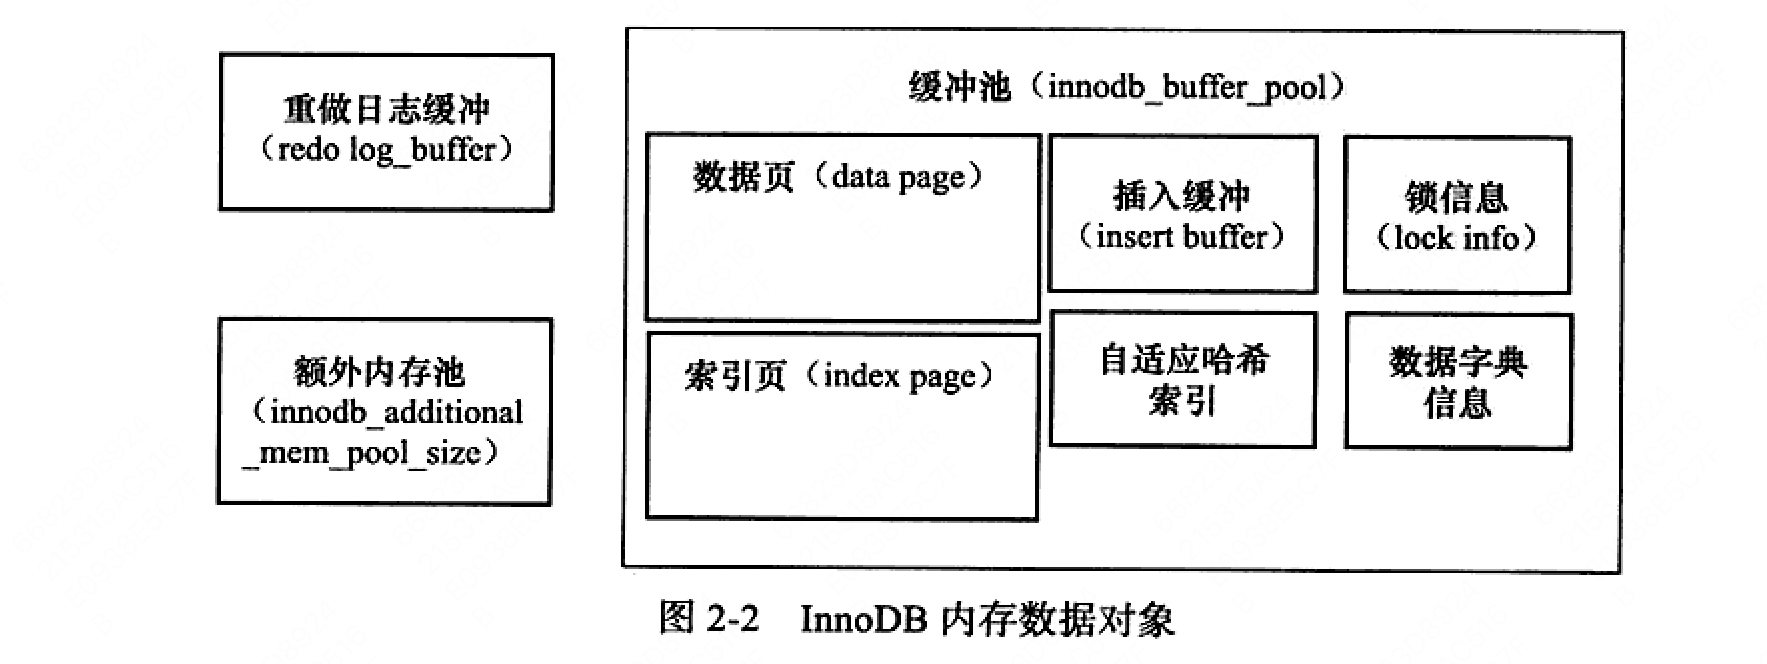 重做日志缓冲
（redo log_buffer）
额外内存池
（innodb_additional
_mem_pool_size）
缓冲池（innodb_buffer_pool）
数据页（data page）
插入缓冲
（insert buffer）
锁信息
（lock info）
索引页（index page）
自适应哈希
索引
数据字典
信息
图 2-2 InnoDB 内存数据对象